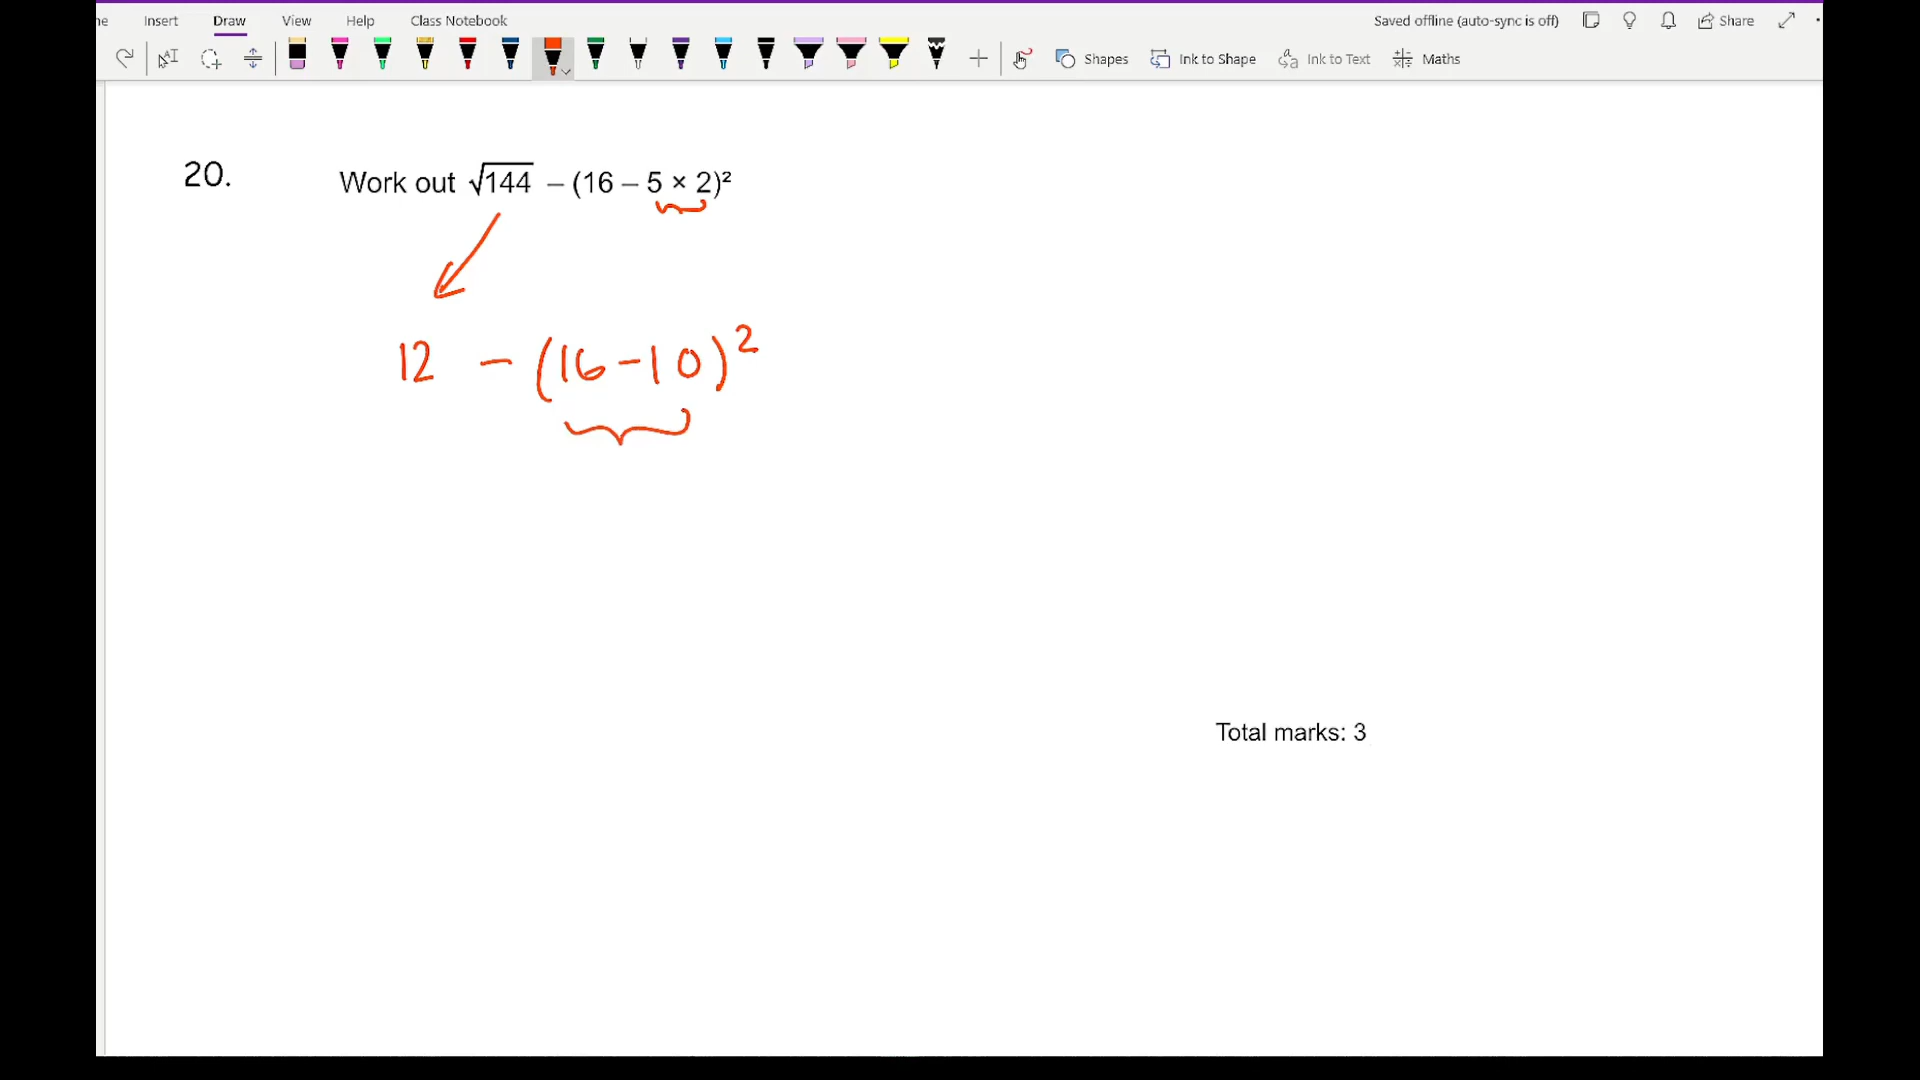 ne Insert Draw View Help Class Notebook Saved offline (auto-sync is off) Share
Shapes Ink to Shape Ink to Text Maths
20. Work out √144 – (16 – 5 × 2)²
12 – (16 – 10)²
Total marks: 3